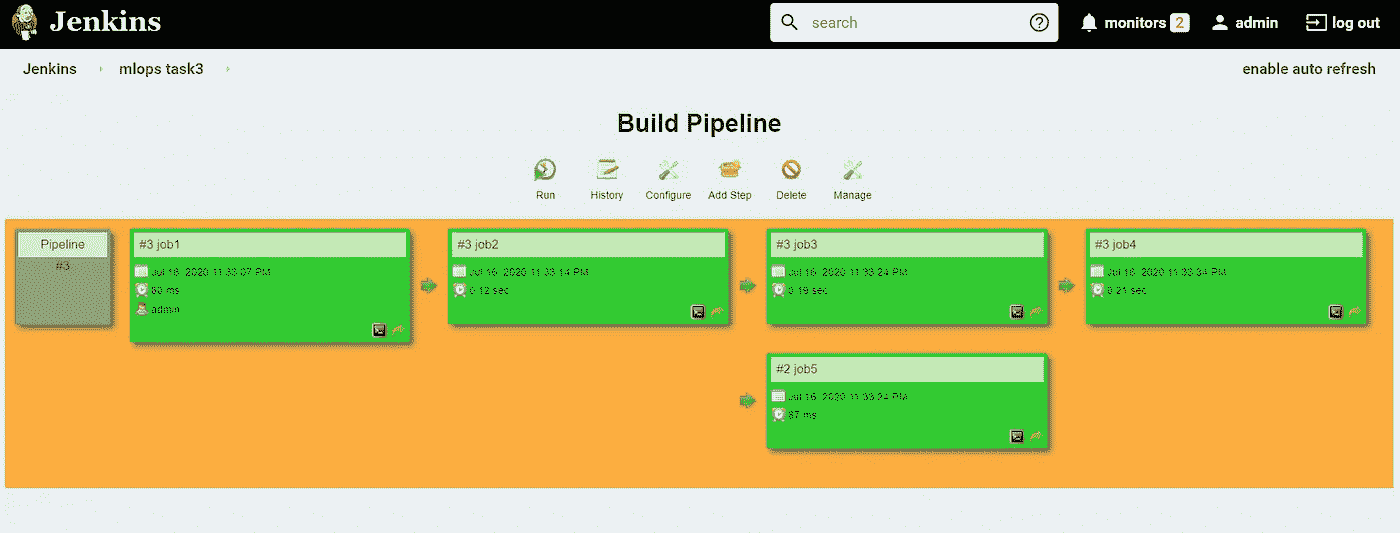 Jenkins
search
monitors 2
admin
log out
Jenkins
mlops task3
enable auto refresh
Build Pipeline
Run
History
Configure
Add Step
Delete
Manage
Pipeline
#3
#3 job1
Jul 16, 2020 11:33:07 PM
admin
#3 job2
Jul 16, 2020 11:33:14 PM
0.12 sec
#3 job3
Jul 16, 2020 11:33:24 PM
0.19 sec
#3 job4
Jul 16, 2020 11:33:34 PM
0.21 sec
#2 job5
Jul 16, 2020 11:33:24 PM